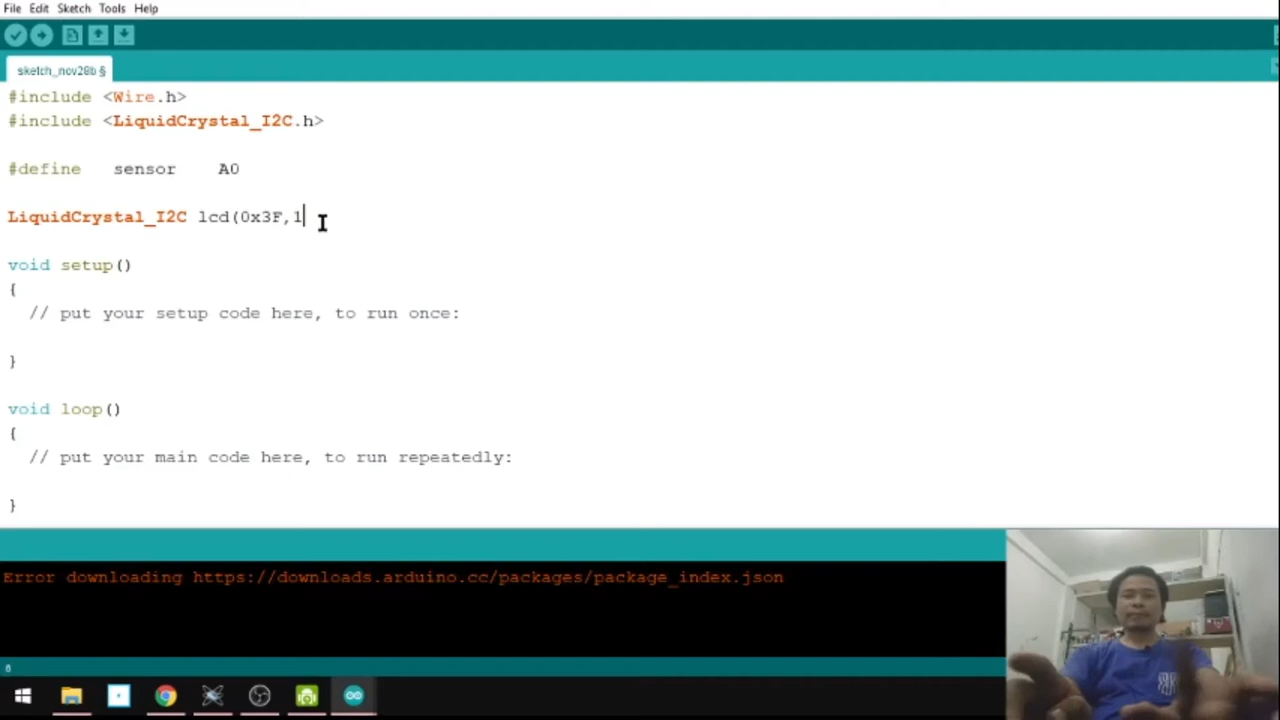 File Edit Sketch Tools Help
sketch_nov28b §
#include <Wire.h>
#include <LiquidCrystal_I2C.h>
#define   sensor    A0
LiquidCrystal_I2C lcd(0x3F,1
void setup()
{
  // put your setup code here, to run once:
}
void loop()
{
  // put your main code here, to run repeatedly:
}
Error downloading https://downloads.arduino.cc/packages/package_index.json